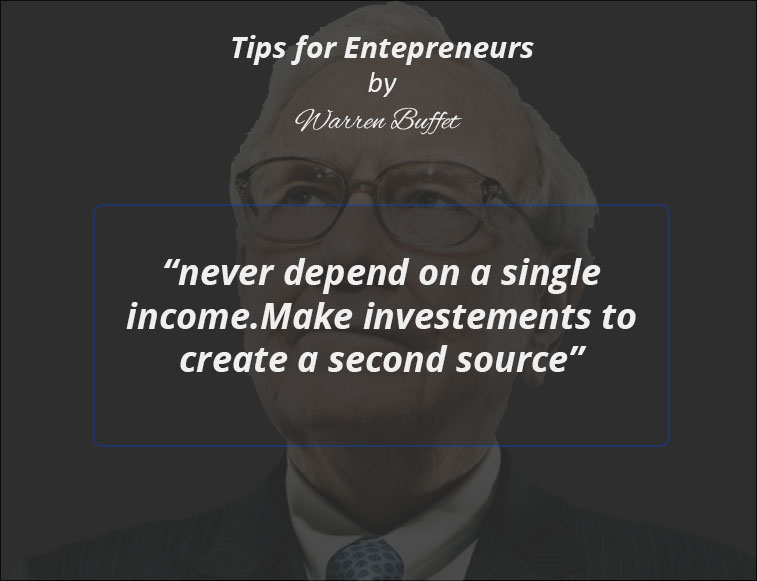 Tips for Entepreneurs
by
Warren Buffet
“never depend on a single
income.Make investements to
create a second source”